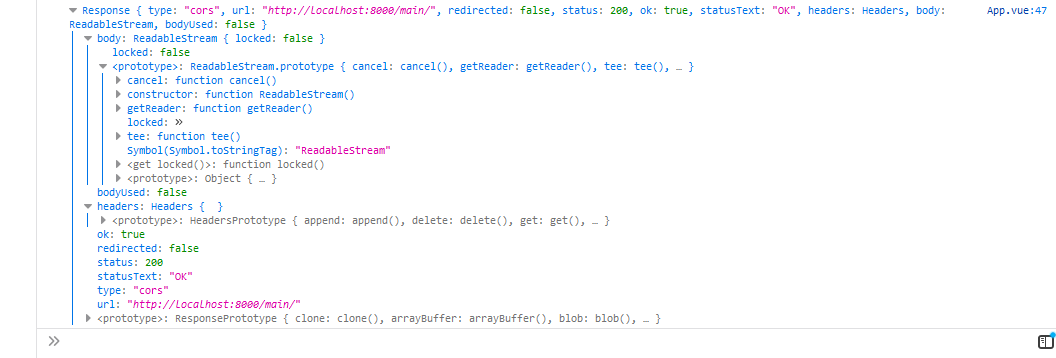 Response { type: "cors", url: "http://localhost:8000/main/", redirected: false, status: 200, ok: true, statusText: "OK", headers: Headers, body: App.vue:47
ReadableStream, bodyUsed: false }
body: ReadableStream { locked: false }
locked: false
<prototype>: ReadableStream.prototype { cancel: cancel(), getReader: getReader(), tee: tee(), … }
cancel: function cancel()
constructor: function ReadableStream()
getReader: function getReader()
locked: »
tee: function tee()
Symbol(Symbol.toStringTag): "ReadableStream"
<get locked()>: function locked()
<prototype>: Object { … }
bodyUsed: false
headers: Headers {  }
<prototype>: HeadersPrototype { append: append(), delete: delete(), get: get(), … }
ok: true
redirected: false
status: 200
statusText: "OK"
type: "cors"
url: "http://localhost:8000/main/"
<prototype>: ResponsePrototype { clone: clone(), arrayBuffer: arrayBuffer(), blob: blob(), … }
»